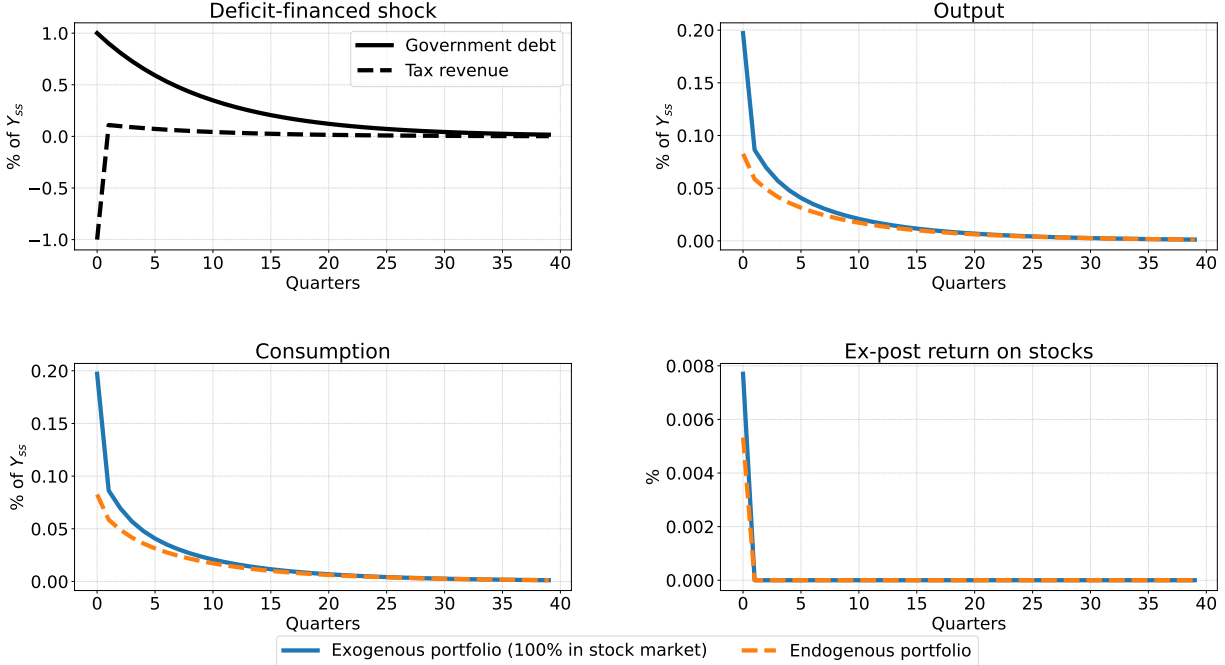 Deficit-financed shock
% of Y_ss
1.0
0.5
0.0
−0.5
−1.0
Government debt
Tax revenue
0 5 10 15 20 25 30 35 40
Quarters
Output
% of Y_ss
0.20
0.15
0.10
0.05
0.00
0 5 10 15 20 25 30 35 40
Quarters
Consumption
% of Y_ss
0.20
0.15
0.10
0.05
0.00
0 5 10 15 20 25 30 35 40
Quarters
Ex-post return on stocks
%
0.008
0.006
0.004
0.002
0.000
0 5 10 15 20 25 30 35 40
Quarters
Exogenous portfolio (100% in stock market) Endogenous portfolio